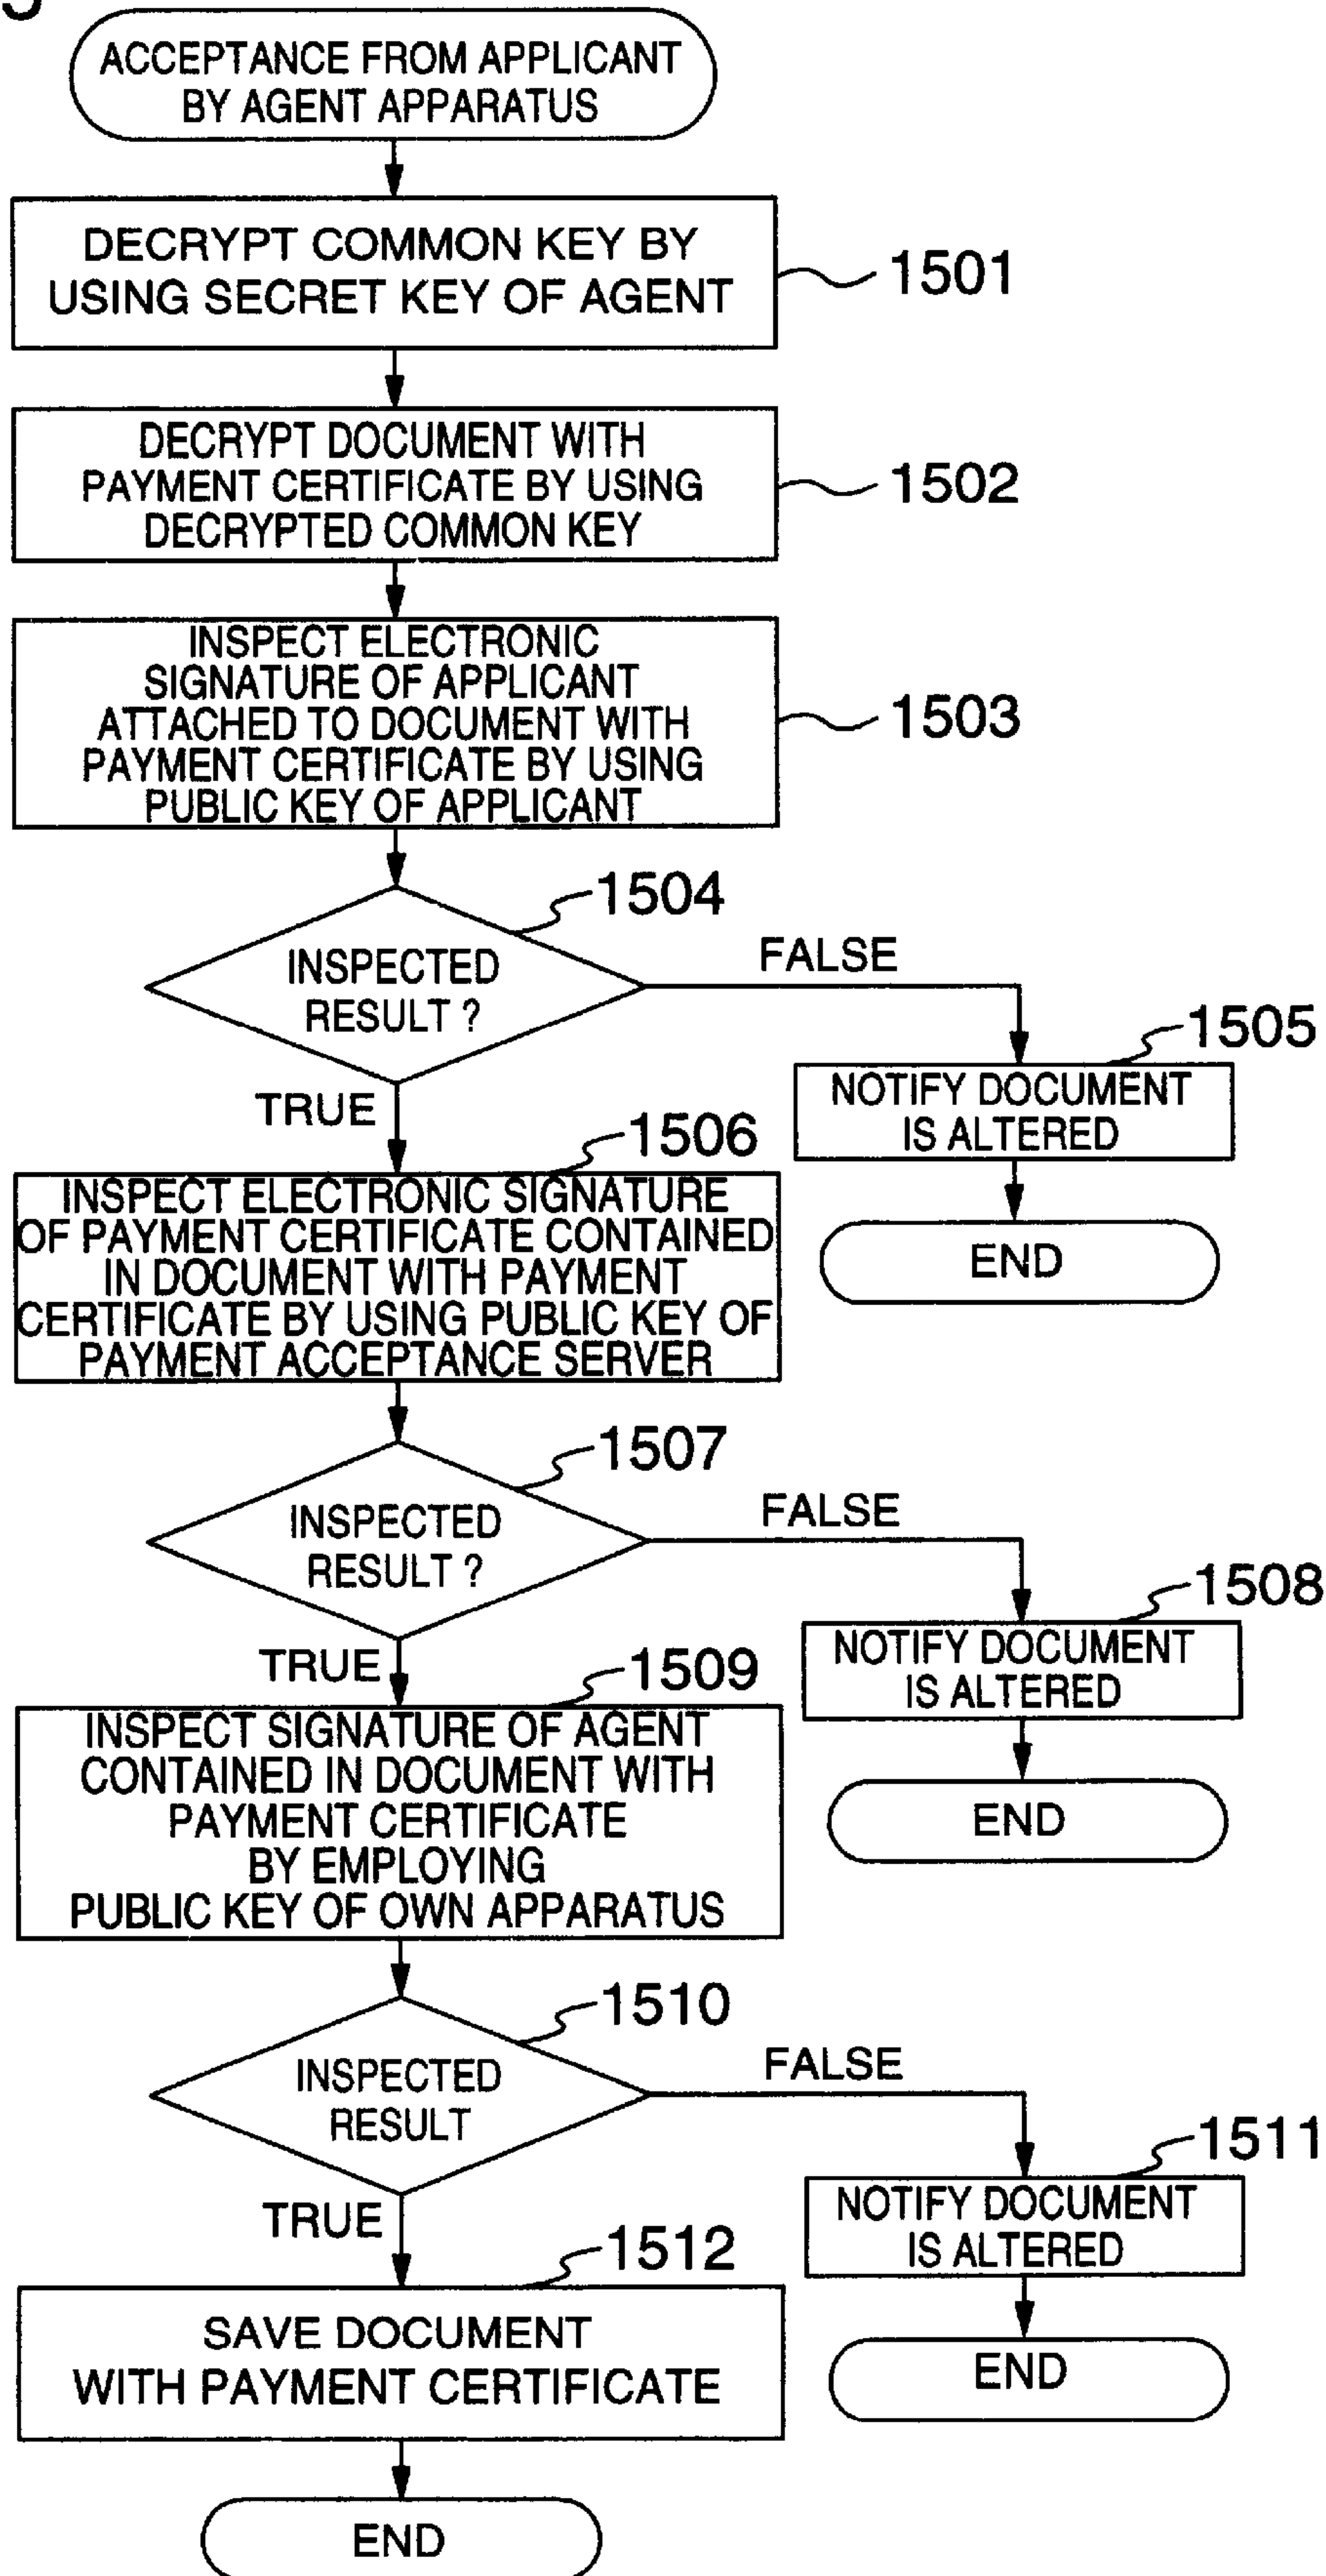 ACCEPTANCE FROM APPLICANT
BY AGENT APPARATUS
DECRYPT COMMON KEY BY
USING SECRET KEY OF AGENT
1501
DECRYPT DOCUMENT WITH
PAYMENT CERTIFICATE BY USING
DECRYPTED COMMON KEY
1502
INSPECT ELECTRONIC
SIGNATURE OF APPLICANT
ATTACHED TO DOCUMENT WITH
PAYMENT CERTIFICATE BY USING
PUBLIC KEY OF APPLICANT
1503
1504
INSPECTED
RESULT ?
FALSE
1505
NOTIFY DOCUMENT
IS ALTERED
END
TRUE
1506
INSPECT ELECTRONIC SIGNATURE
OF PAYMENT CERTIFICATE CONTAINED
IN DOCUMENT WITH PAYMENT
CERTIFICATE BY USING PUBLIC KEY OF
PAYMENT ACCEPTANCE SERVER
1507
INSPECTED
RESULT ?
FALSE
1508
NOTIFY DOCUMENT
IS ALTERED
END
TRUE
1509
INSPECT SIGNATURE OF AGENT
CONTAINED IN DOCUMENT WITH
PAYMENT CERTIFICATE
BY EMPLOYING
PUBLIC KEY OF OWN APPARATUS
1510
INSPECTED
RESULT
FALSE
1511
NOTIFY DOCUMENT
IS ALTERED
END
TRUE
1512
SAVE DOCUMENT
WITH PAYMENT CERTIFICATE
END